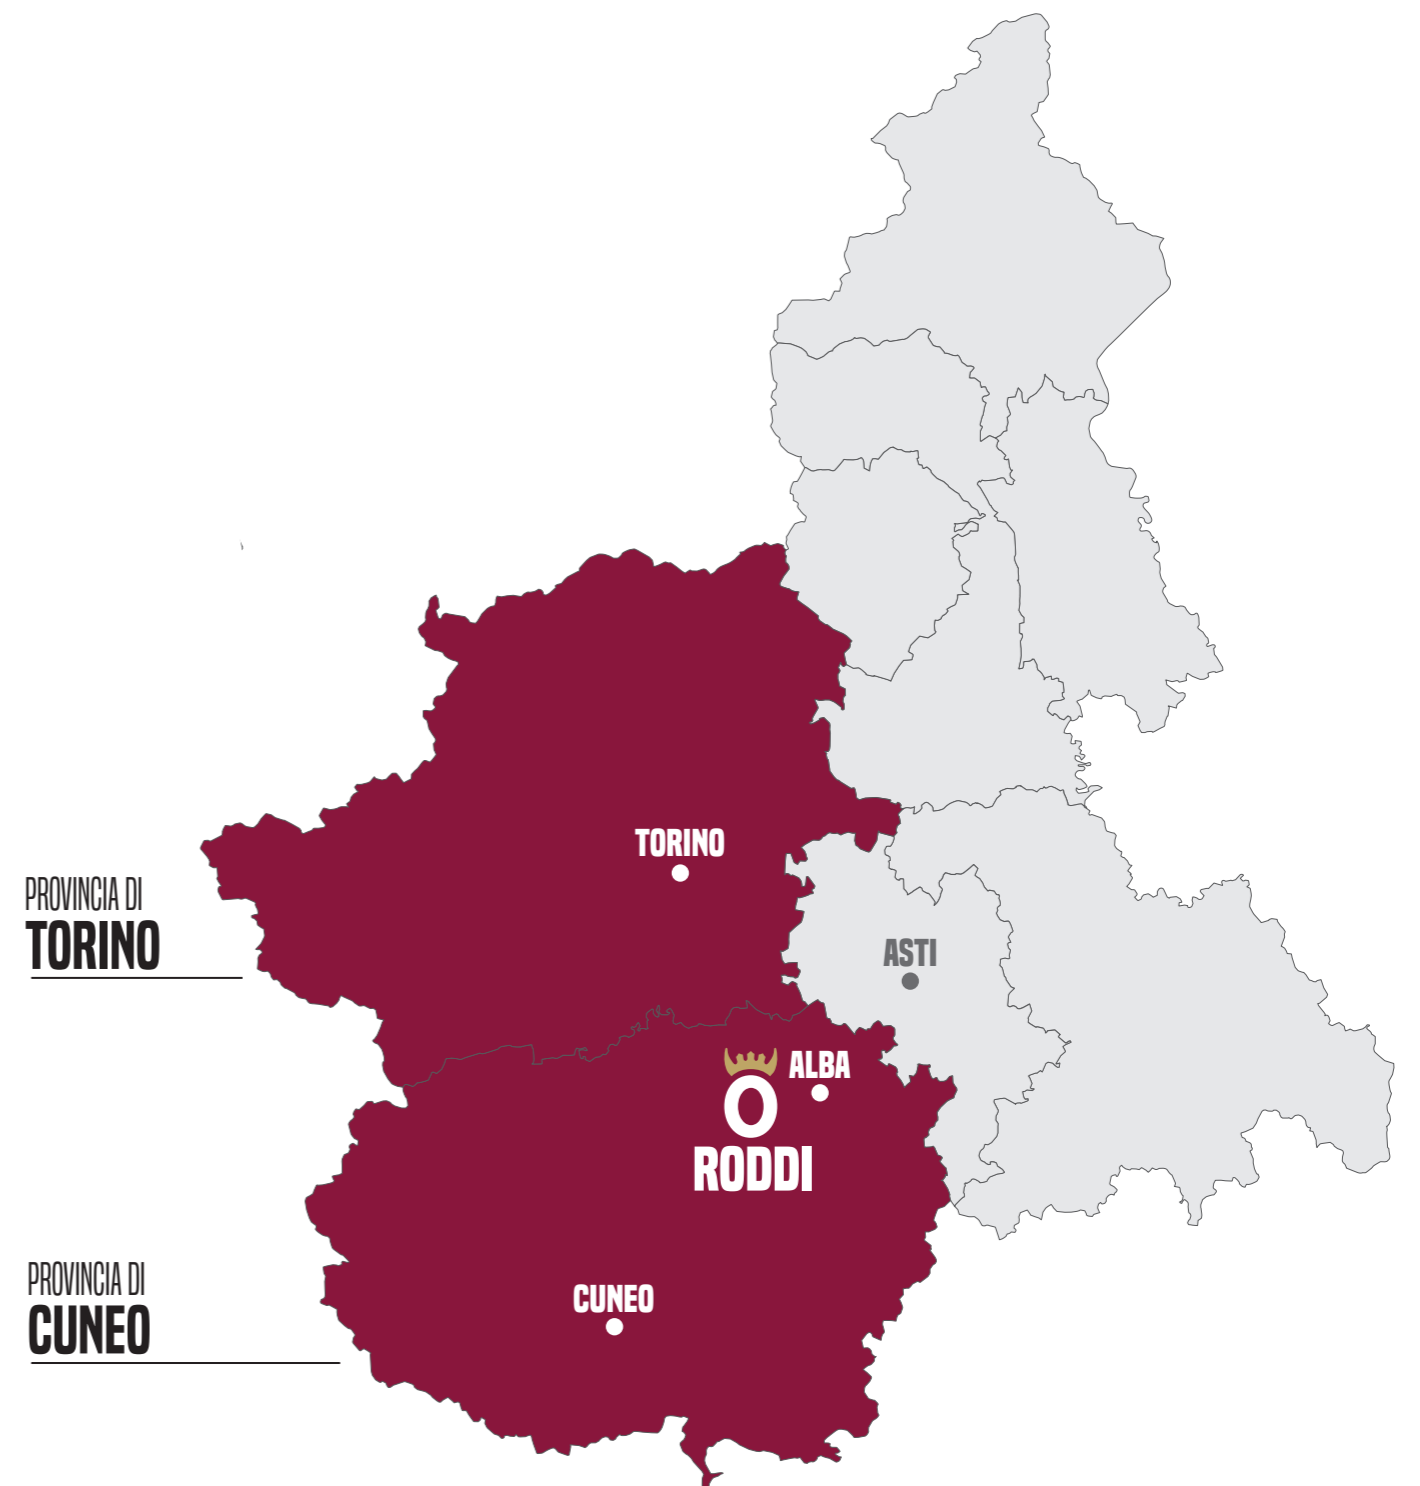 TORINO
PROVINCIA DI
TORINO
ASTI
ALBA
RODDI
PROVINCIA DI
CUNEO
CUNEO